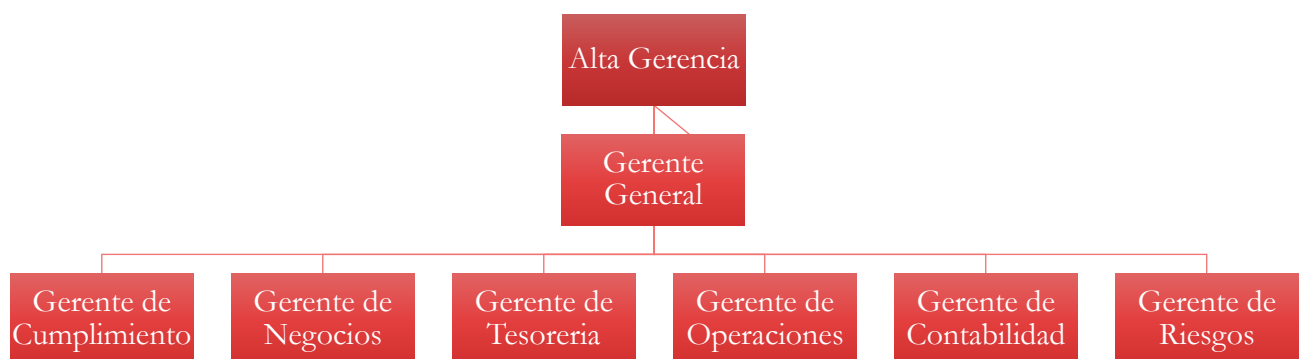 Alta Gerencia
Gerente
General
Gerente de
Cumplimiento
Gerente de
Negocios
Gerente de
Tesoreria
Gerente de
Operaciones
Gerente de
Contabilidad
Gerente de
Riesgos